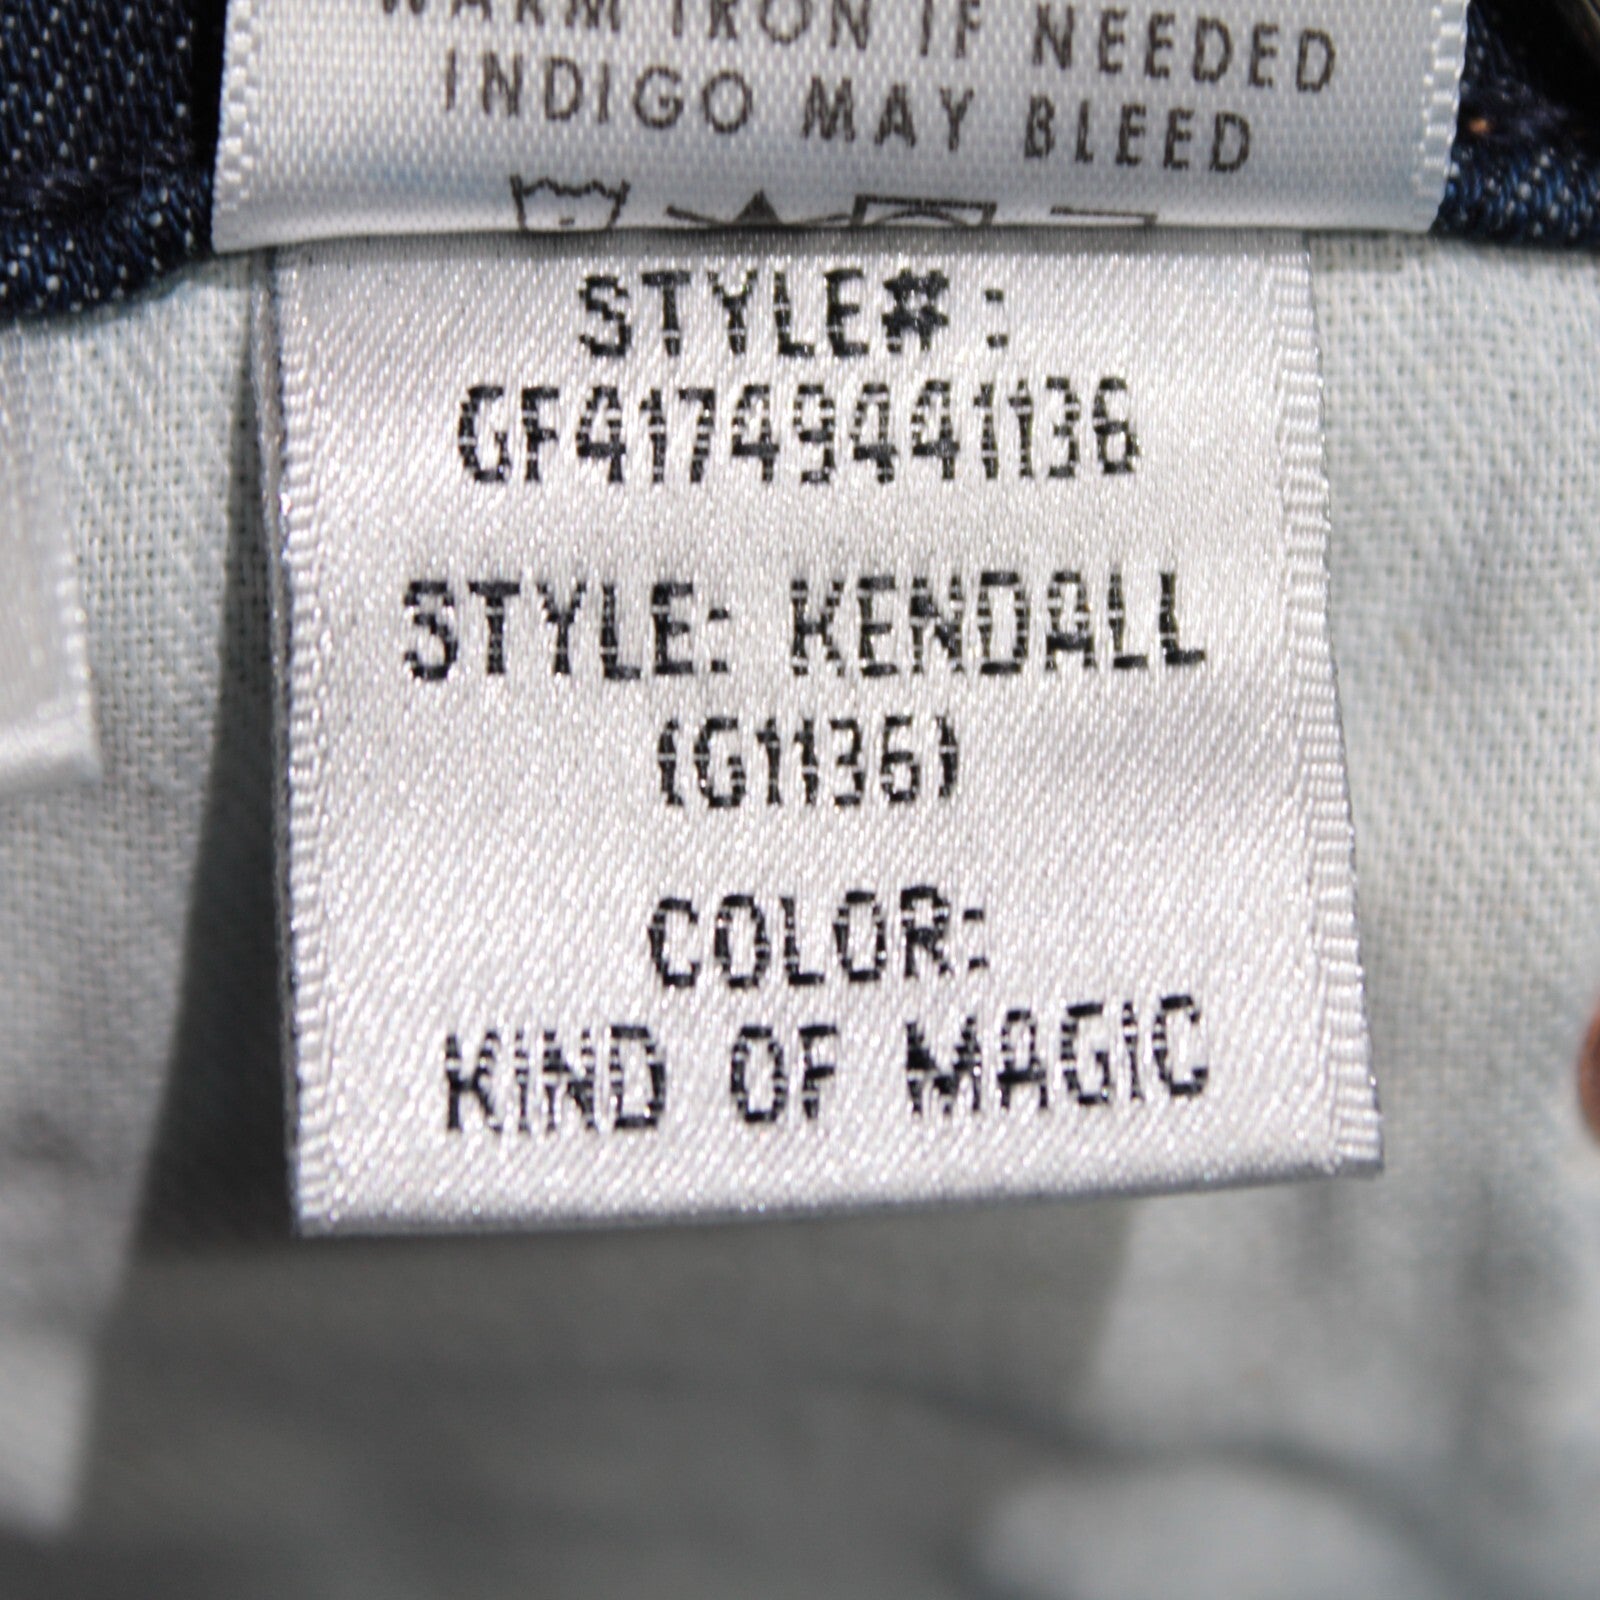 WARM IRON IF NEEDED
INDIGO MAY BLEED
STYLE#:
GF41749441136
STYLE: KENDALL
(G1136)
COLOR:
KIND OF MAGIC